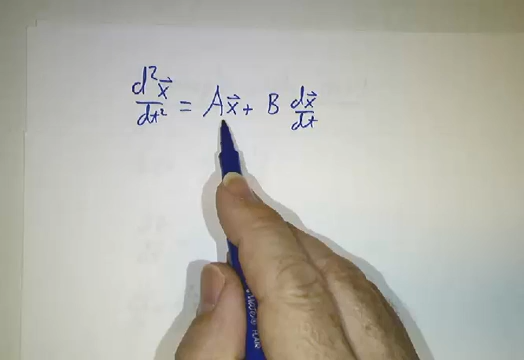 d²x⃗/dt² = Ax⃗ + B dx⃗/dt